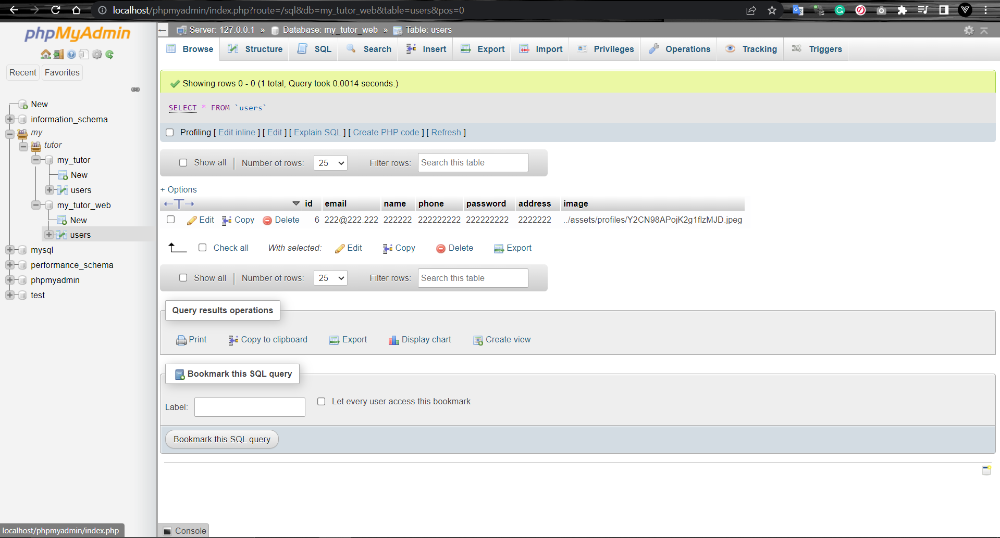 localhost/phpmyadmin/index.php?route=/sql&db=my_tutor_web&table=users&pos=0
phpMyAdmin
Recent Favorites
New
information_schema
my
tutor
my_tutor
New
users
my_tutor_web
New
users
mysql
performance_schema
phpmyadmin
test
localhost/phpmyadmin/index.php
Server: 127.0.0.1 » Database: my_tutor_web » Table: users
Browse Structure SQL Search Insert Export Import Privileges Operations Tracking Triggers
Showing rows 0 - 0 (1 total, Query took 0.0014 seconds.)
SELECT * FROM `users`
Profiling [ Edit inline ] [ Edit ] [ Explain SQL ] [ Create PHP code ] [ Refresh ]
Show all Number of rows: 25 Filter rows: Search this table
+ Options
←T→ id email name phone password address image
Edit Copy Delete 6 222@222.222 222222 222222222 222222222 2222222 ../assets/profiles/Y2CN98APojK2g1flzMJD.jpeg
Check all With selected: Edit Copy Delete Export
Show all Number of rows: 25 Filter rows: Search this table
Query results operations
Print Copy to clipboard Export Display chart Create view
Bookmark this SQL query
Label: Let every user access this bookmark
Bookmark this SQL query
Console